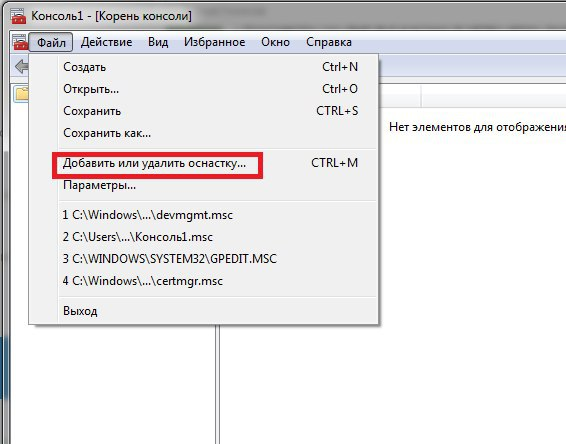 Консоль1 - [Корень консоли]
Файл Действие Вид Избранное Окно Справка
Создать Ctrl+N
Открыть... Ctrl+O
Сохранить CTRL+S
Сохранить как...
Добавить или удалить оснастку... CTRL+M
Параметры...
1 C:\Windows\...\devmgmt.msc
2 C:\Users\...\Консоль1.msc
3 C:\WINDOWS\SYSTEM32\GPEDIT.MSC
4 C:\Windows\...\certmgr.msc
Выход
Нет элементов для отображения